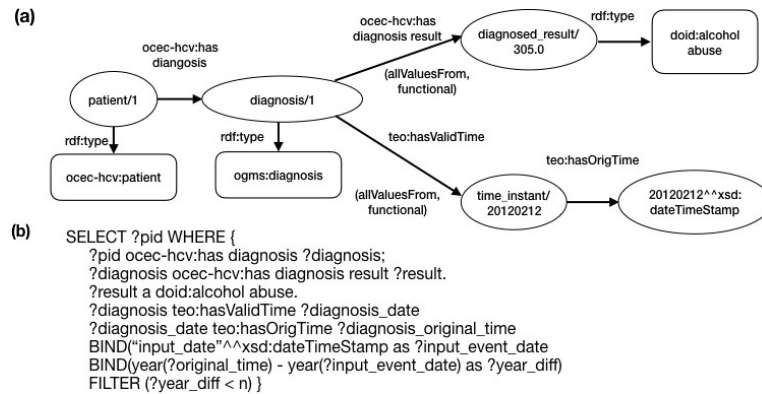 (a)
ocec-hcv:has
diangosis
ocec-hcv:has
diagnosis result
diagnosed_result/
305.0
rdf:type
doid:alcohol
abuse
(allValuesFrom,
functional)
patient/1
diagnosis/1
rdf:type
rdf:type
teo:hasValidTime
teo:hasOrigTime
ocec-hcv:patient
ogms:diagnosis
(allValuesFrom,
functional)
time_instant/
20120212
20120212^^xsd:
dateTimeStamp
(b)
SELECT ?pid WHERE {
?pid ocec-hcv:has diagnosis ?diagnosis;
?diagnosis ocec-hcv:has diagnosis result ?result.
?result a doid:alcohol abuse.
?diagnosis teo:hasValidTime ?diagnosis_date
?diagnosis_date teo:hasOrigTime ?diagnosis_original_time
BIND(“input_date”^^xsd:dateTimeStamp as ?input_event_date
BIND(year(?original_time) - year(?input_event_date) as ?year_diff)
FILTER (?year_diff < n) }